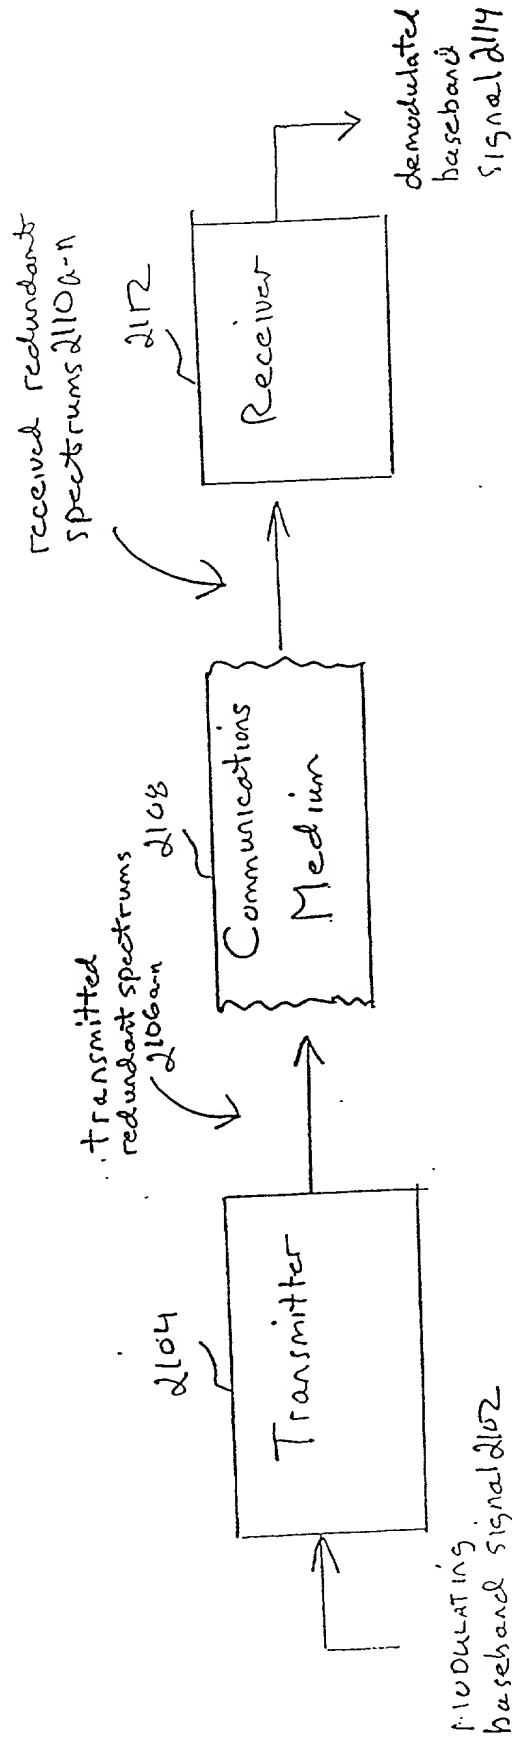 MODULATING
baseband signal 2102
2104
Transmitter
transmitted
redundant spectrums
2106a-n
2108
Communications
Medium
received redundant
spectrums 2110a-n
2112
Receiver
demodulated
baseband
signal 2114